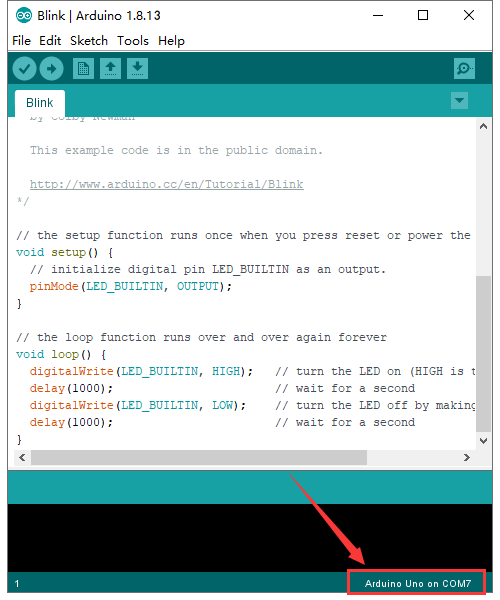 Blink | Arduino 1.8.13
File Edit Sketch Tools Help
Blink
by Colby Newman
This example code is in the public domain.
http://www.arduino.cc/en/Tutorial/Blink
*/
// the setup function runs once when you press reset or power the
void setup() {
// initialize digital pin LED_BUILTIN as an output.
pinMode(LED_BUILTIN, OUTPUT);
}
// the loop function runs over and over again forever
void loop() {
digitalWrite(LED_BUILTIN, HIGH);   // turn the LED on (HIGH is t
delay(1000);                       // wait for a second
digitalWrite(LED_BUILTIN, LOW);    // turn the LED off by making
delay(1000);                       // wait for a second
}
1 Arduino Uno on COM7